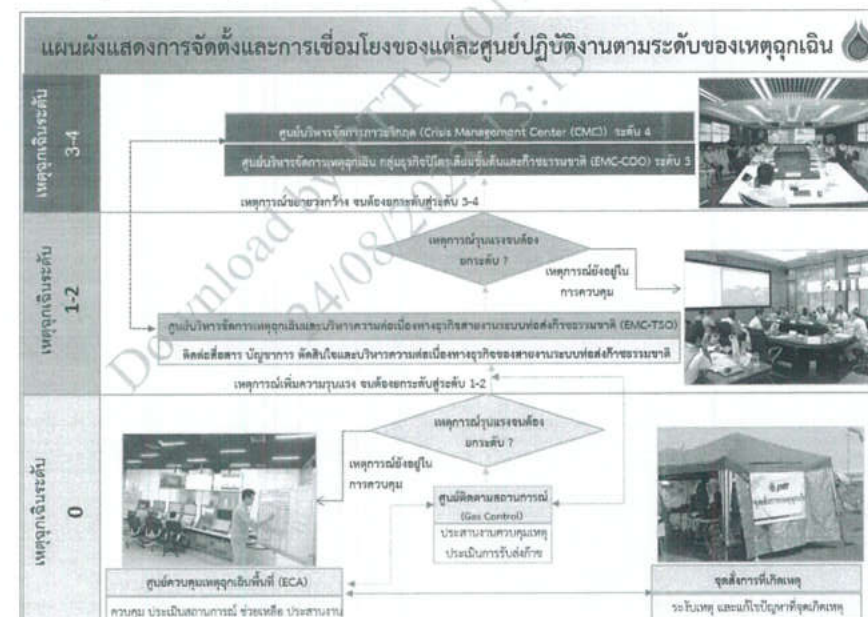 แผนผังแสดงการจัดตั้งและการเชื่อมโยงของแต่ละศูนย์ปฏิบัติงานตามระดับของเหตุฉุกเฉิน
เหตุฉุกเฉินระดับ
3-4
ศูนย์บริหารจัดการภาวะวิกฤต (Crisis Management Center (CMC)) ระดับ 4
ศูนย์บริหารจัดการเหตุฉุกเฉิน กลุ่มธุรกิจปิโตรเลียมขั้นต้นและก๊าซธรรมชาติ (EMC-COO) ระดับ 3
เหตุการณ์ขยายวงกว้าง จนต้องยกระดับสู่ระดับ 3-4
เหตุฉุกเฉินระดับ
1-2
เหตุการณ์รุนแรงจนต้อง
ยกระดับ ?
เหตุการณ์ยังอยู่ใน
การควบคุม
ศูนย์บริหารจัดการเหตุฉุกเฉินและบริหารความต่อเนื่องทางธุรกิจสายงานระบบท่อส่งก๊าซธรรมชาติ (EMC-TSO)
ติดต่อสื่อสาร บัญชาการ ตัดสินใจและบริหารความต่อเนื่องทางธุรกิจของสายงานระบบท่อส่งก๊าซธรรมชาติ
เหตุการณ์เพิ่มความรุนแรง จนต้องยกระดับสู่ระดับ 1-2
เหตุฉุกเฉินระดับ
0
เหตุการณ์รุนแรงจนต้อง
ยกระดับ ?
เหตุการณ์ยังอยู่ใน
การควบคุม
ศูนย์ติดตามสถานการณ์
(Gas Control)
ประสานงานควบคุมเหตุ
ประเมินการรับส่งก๊าซ
ptt
ศูนย์ควบคุมเหตุฉุกเฉินพื้นที่ (ECA)
ควบคุม ประเมินสถานการณ์ ช่วยเหลือ ประสานงาน
จุดสั่งการที่เกิดเหตุ
ระงับเหตุ และแก้ไขปัญหาที่จุดเกิดเหตุ
Download by PTT\5601
24/08/2023 13:13